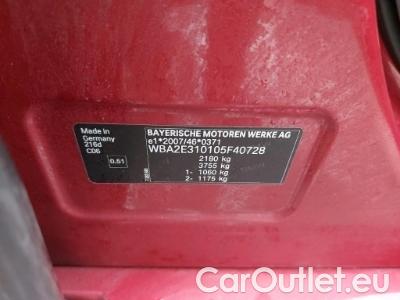 Made in
Germany
216d
C06
0.51
BAYERISCHE MOTOREN WERKE AG
e1*2007/46*0371
WBA2E310105F40728
2180 kg
3755 kg
1- 1060 kg
2- 1175 kg
CarOutlet.eu